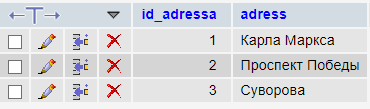 id_adressa adress
1 Карла Маркса
2 Проспект Победы
3 Суворова